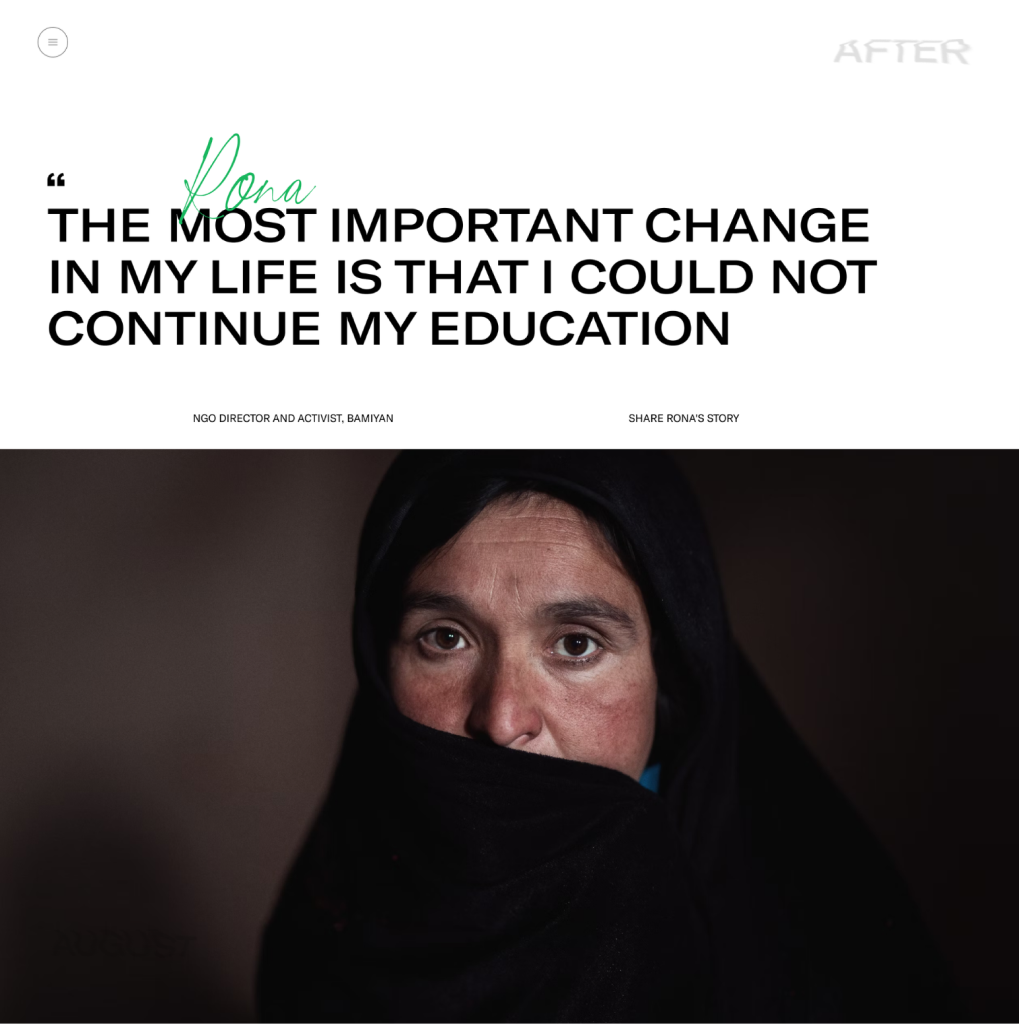 AFTER
Rona
“
THE MOST IMPORTANT CHANGE
IN MY LIFE IS THAT I COULD NOT
CONTINUE MY EDUCATION
NGO DIRECTOR AND ACTIVIST, BAMIYAN
SHARE RONA'S STORY
AUGUST